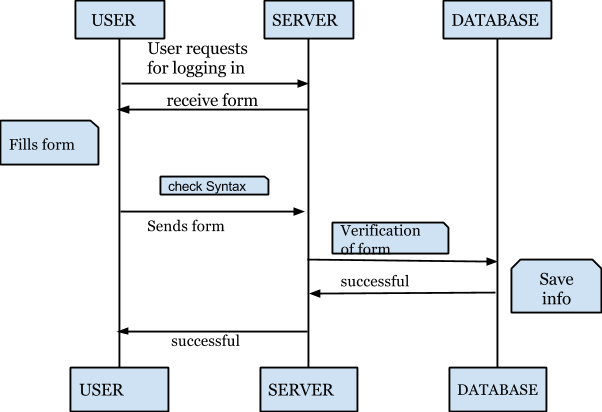 USER
SERVER
DATABASE
User requests
for logging in
receive form
Fills form
check Syntax
Sends form
Verification
of form
successful
Save
info
successful
USER
SERVER
DATABASE